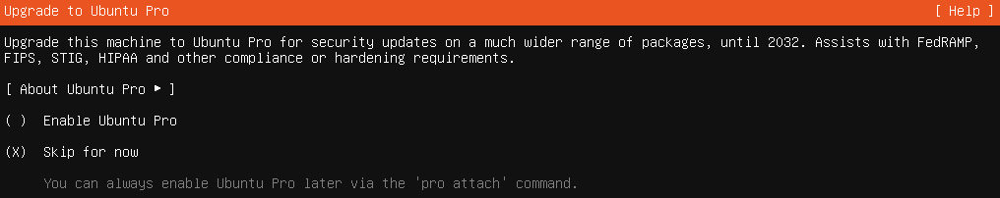 Upgrade to Ubuntu Pro [ Help ]
Upgrade this machine to Ubuntu Pro for security updates on a much wider range of packages, until 2032. Assists with FedRAMP,
FIPS, STIG, HIPAA and other compliance or hardening requirements.
[ About Ubuntu Pro ▸ ]
( ) Enable Ubuntu Pro
(X) Skip for now
You can always enable Ubuntu Pro later via the 'pro attach' command.